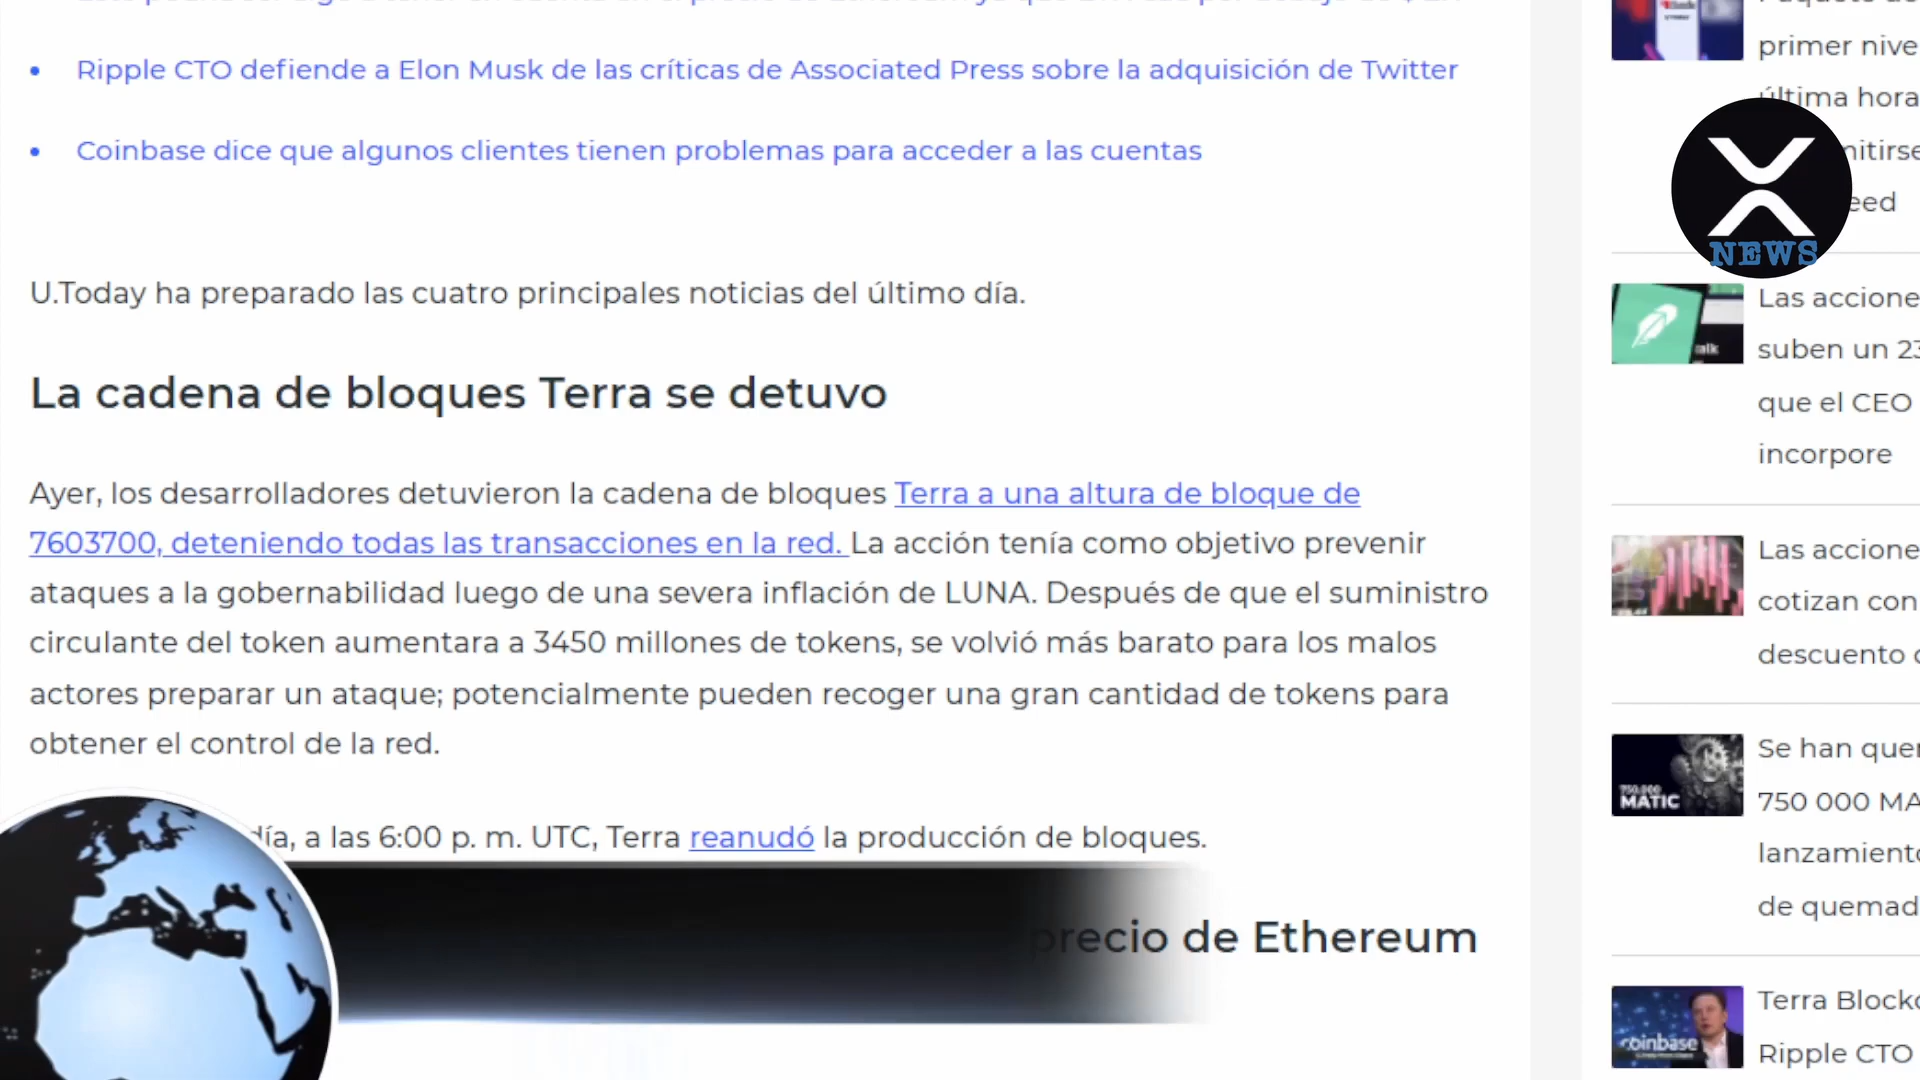 Ripple CTO defiende a Elon Musk de las críticas de Associated Press sobre la adquisición de Twitter
Coinbase dice que algunos clientes tienen problemas para acceder a las cuentas
U.Today ha preparado las cuatro principales noticias del último día.
La cadena de bloques Terra se detuvo
Ayer, los desarrolladores detuvieron la cadena de bloques Terra a una altura de bloque de
7603700, deteniendo todas las transacciones en la red. La acción tenía como objetivo prevenir
ataques a la gobernabilidad luego de una severa inflación de LUNA. Después de que el suministro
circulante del token aumentara a 3450 millones de tokens, se volvió más barato para los malos
actores preparar un ataque; potencialmente pueden recoger una gran cantidad de tokens para
obtener el control de la red.
día, a las 6:00 p. m. UTC, Terra reanudó la producción de bloques.
precio de Ethereum
primer nive
última hora
mitirse
eed
NEWS
Las accione
suben un 23
que el CEO
incorpore
talk
Las accione
cotizan con
descuento
Se han que
750 000 MA
lanzamient
de quemad
750.000
MATIC
Terra Blockc
Ripple CTO
coinbase